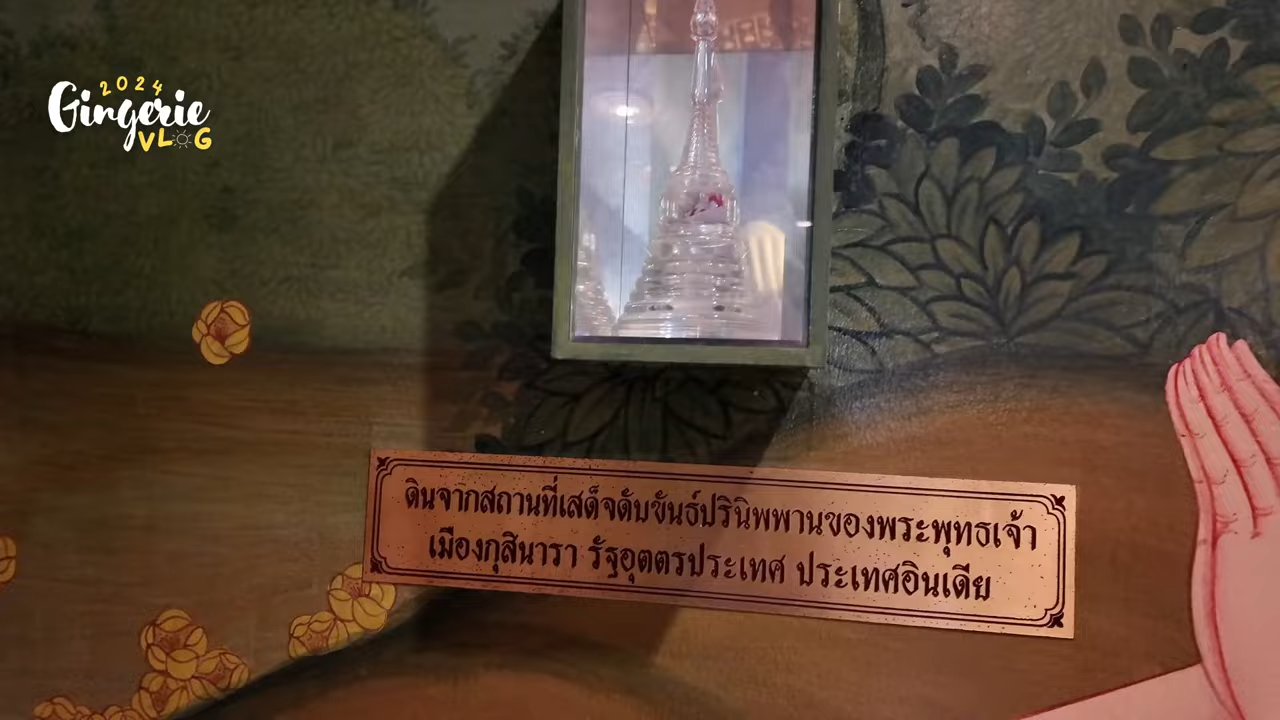 2024
Gingerie
VLOG
ดินจากสถานที่เสด็จดับขันธ์ปรินิพพานของพระพุทธเจ้า
เมืองกุสินารา รัฐอุตตรประเทศ ประเทศอินเดีย